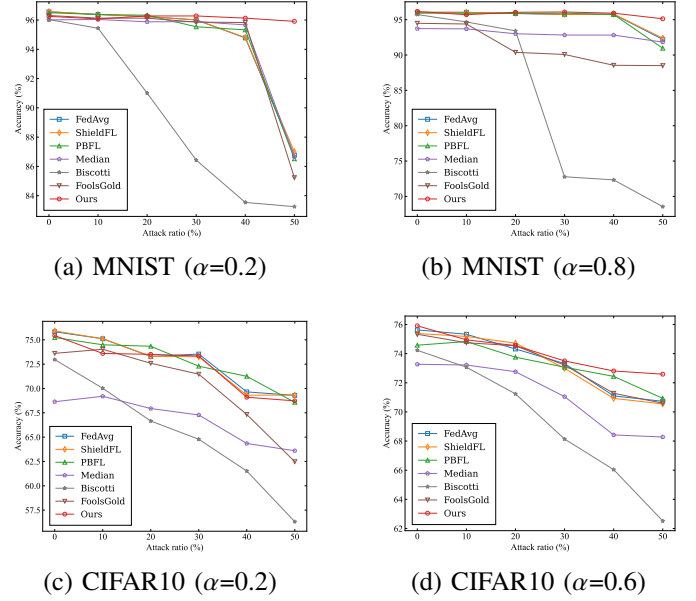 96
94
92
90
88
86
84
Accuracy (%)
FedAvg
ShieldFL
PBFL
Median
Biscotti
FoolsGold
Ours
0 10 20 30 40 50
Attack ratio (%)
(a) MNIST (α=0.2)
95
90
85
80
75
70
Accuracy (%)
FedAvg
ShieldFL
PBFL
Median
Biscotti
FoolsGold
Ours
0 10 20 30 40 50
Attack ratio (%)
(b) MNIST (α=0.8)
75.0
72.5
70.0
67.5
65.0
62.5
60.0
57.5
Accuracy (%)
FedAvg
ShieldFL
PBFL
Median
Biscotti
FoolsGold
Ours
0 10 20 30 40 50
Attack ratio (%)
(c) CIFAR10 (α=0.2)
76
74
72
70
68
66
64
62
Accuracy (%)
FedAvg
ShieldFL
PBFL
Median
Biscotti
FoolsGold
Ours
0 10 20 30 40 50
Attack ratio (%)
(d) CIFAR10 (α=0.6)